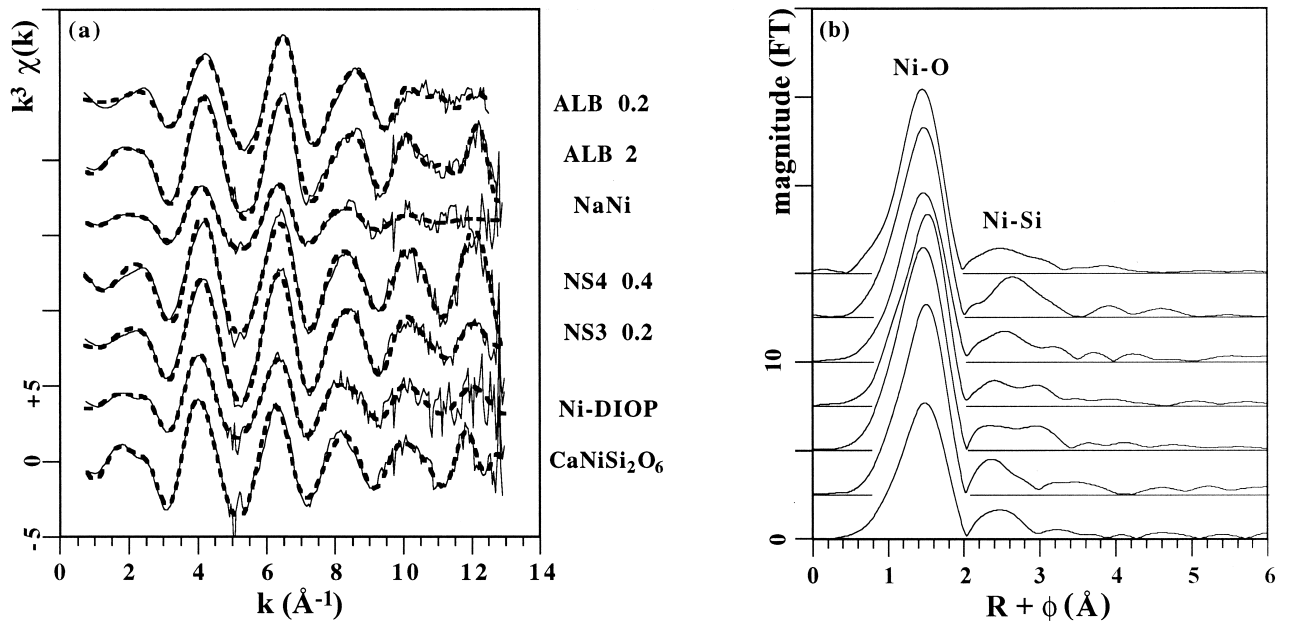 (a)
k³ χ(k)
+5
0
-5
0 2 4 6 8 10 12 14
k (Å⁻¹)
ALB 0.2
ALB 2
NaNi
NS4 0.4
NS3 0.2
Ni-DIOP
CaNiSi₂O₆
(b)
magnitude (FT)
10
0
Ni-O
Ni-Si
0 1 2 3 4 5 6
R + ϕ (Å)